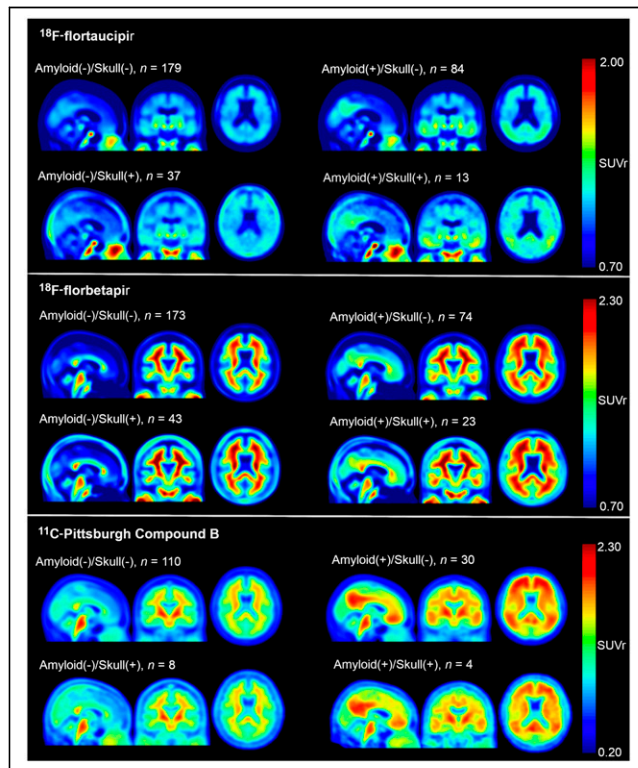 18F-flortaucipir
Amyloid(-)/Skull(-), n = 179
Amyloid(+)/Skull(-), n = 84
2.00
SUVr
Amyloid(-)/Skull(+), n = 37
Amyloid(+)/Skull(+), n = 13
0.70
18F-florbetapir
Amyloid(-)/Skull(-), n = 173
Amyloid(+)/Skull(-), n = 74
2.30
SUVr
Amyloid(-)/Skull(+), n = 43
Amyloid(+)/Skull(+), n = 23
0.70
11C-Pittsburgh Compound B
Amyloid(-)/Skull(-), n = 110
Amyloid(+)/Skull(-), n = 30
2.30
SUVr
Amyloid(-)/Skull(+), n = 8
Amyloid(+)/Skull(+), n = 4
0.20